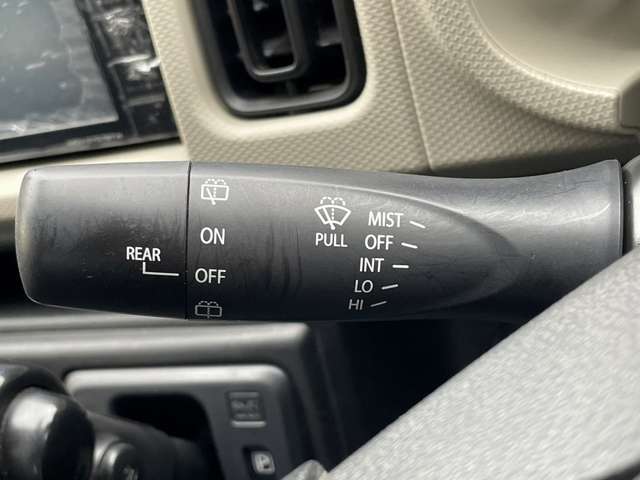 REAR
ON
OFF
PULL
MIST
OFF
INT
LO
HI
P